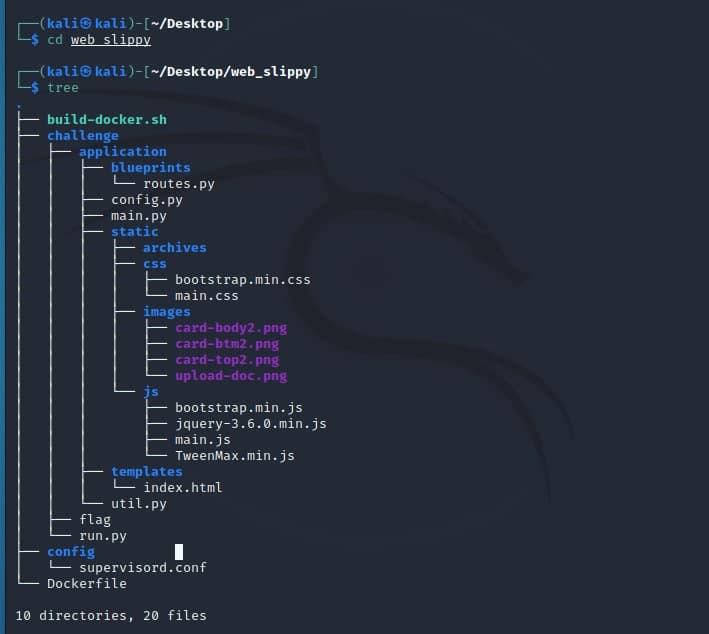 ┌──(kali㉿kali)-[~/Desktop]
└─$ cd web_slippy
┌──(kali㉿kali)-[~/Desktop/web_slippy]
└─$ tree
.
├── build-docker.sh
├── challenge
│   ├── application
│   │   ├── blueprints
│   │   │   └── routes.py
│   │   ├── config.py
│   │   ├── main.py
│   │   ├── static
│   │   │   ├── archives
│   │   │   ├── css
│   │   │   │   ├── bootstrap.min.css
│   │   │   │   └── main.css
│   │   │   ├── images
│   │   │   │   ├── card-body2.png
│   │   │   │   ├── card-btm2.png
│   │   │   │   ├── card-top2.png
│   │   │   │   └── upload-doc.png
│   │   │   └── js
│   │   │       ├── bootstrap.min.js
│   │   │       ├── jquery-3.6.0.min.js
│   │   │       ├── main.js
│   │   │       └── TweenMax.min.js
│   │   ├── templates
│   │   │   └── index.html
│   │   └── util.py
│   ├── flag
│   └── run.py
├── config
│   └── supervisord.conf
└── Dockerfile
10 directories, 20 files